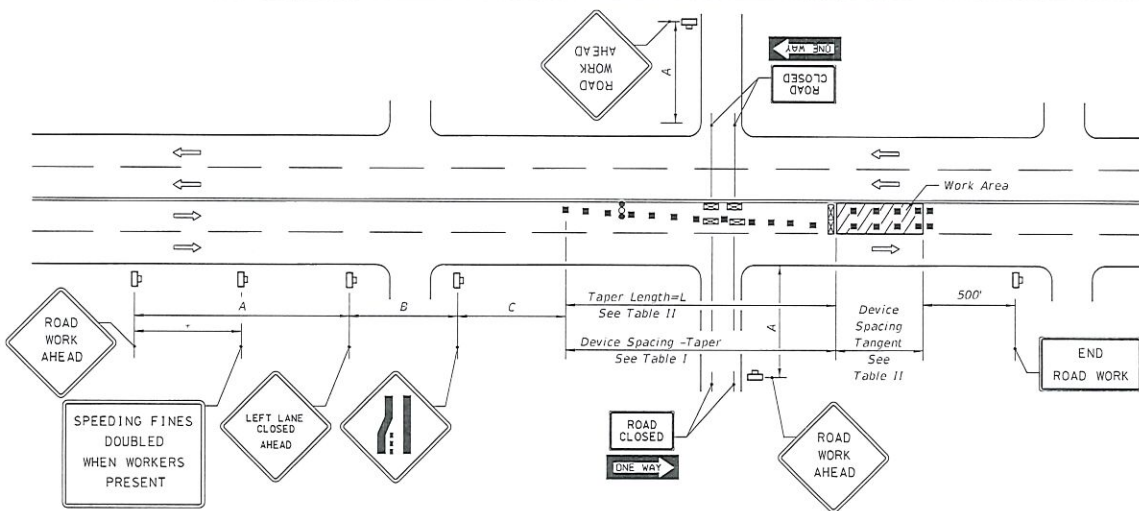 ROAD
WORK
AHEAD
A
ONE WAY
ROAD
CLOSED
Work Area
A
B
C
Taper Length=L
See Table II
Device Spacing -Taper
See Table I
A
Device
Spacing
Tangent
See
Table II
500'
ROAD
WORK
AHEAD
SPEEDING FINES
DOUBLED
WHEN WORKERS
PRESENT
LEFT LANE
CLOSED
AHEAD
ROAD
CLOSED
ONE WAY
ROAD
WORK
AHEAD
END
ROAD WORK